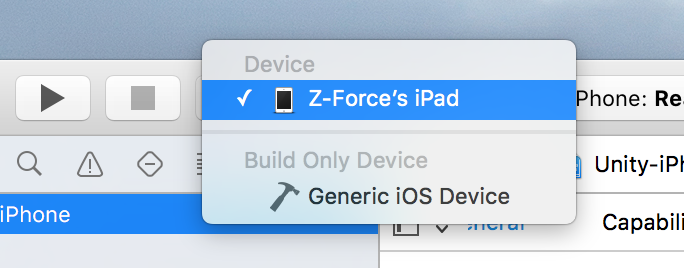 Device
✓ Z-Force’s iPad
Phone: Re
Build Only Device
Unity-iPh
Generic iOS Device
iPhone
Capabili